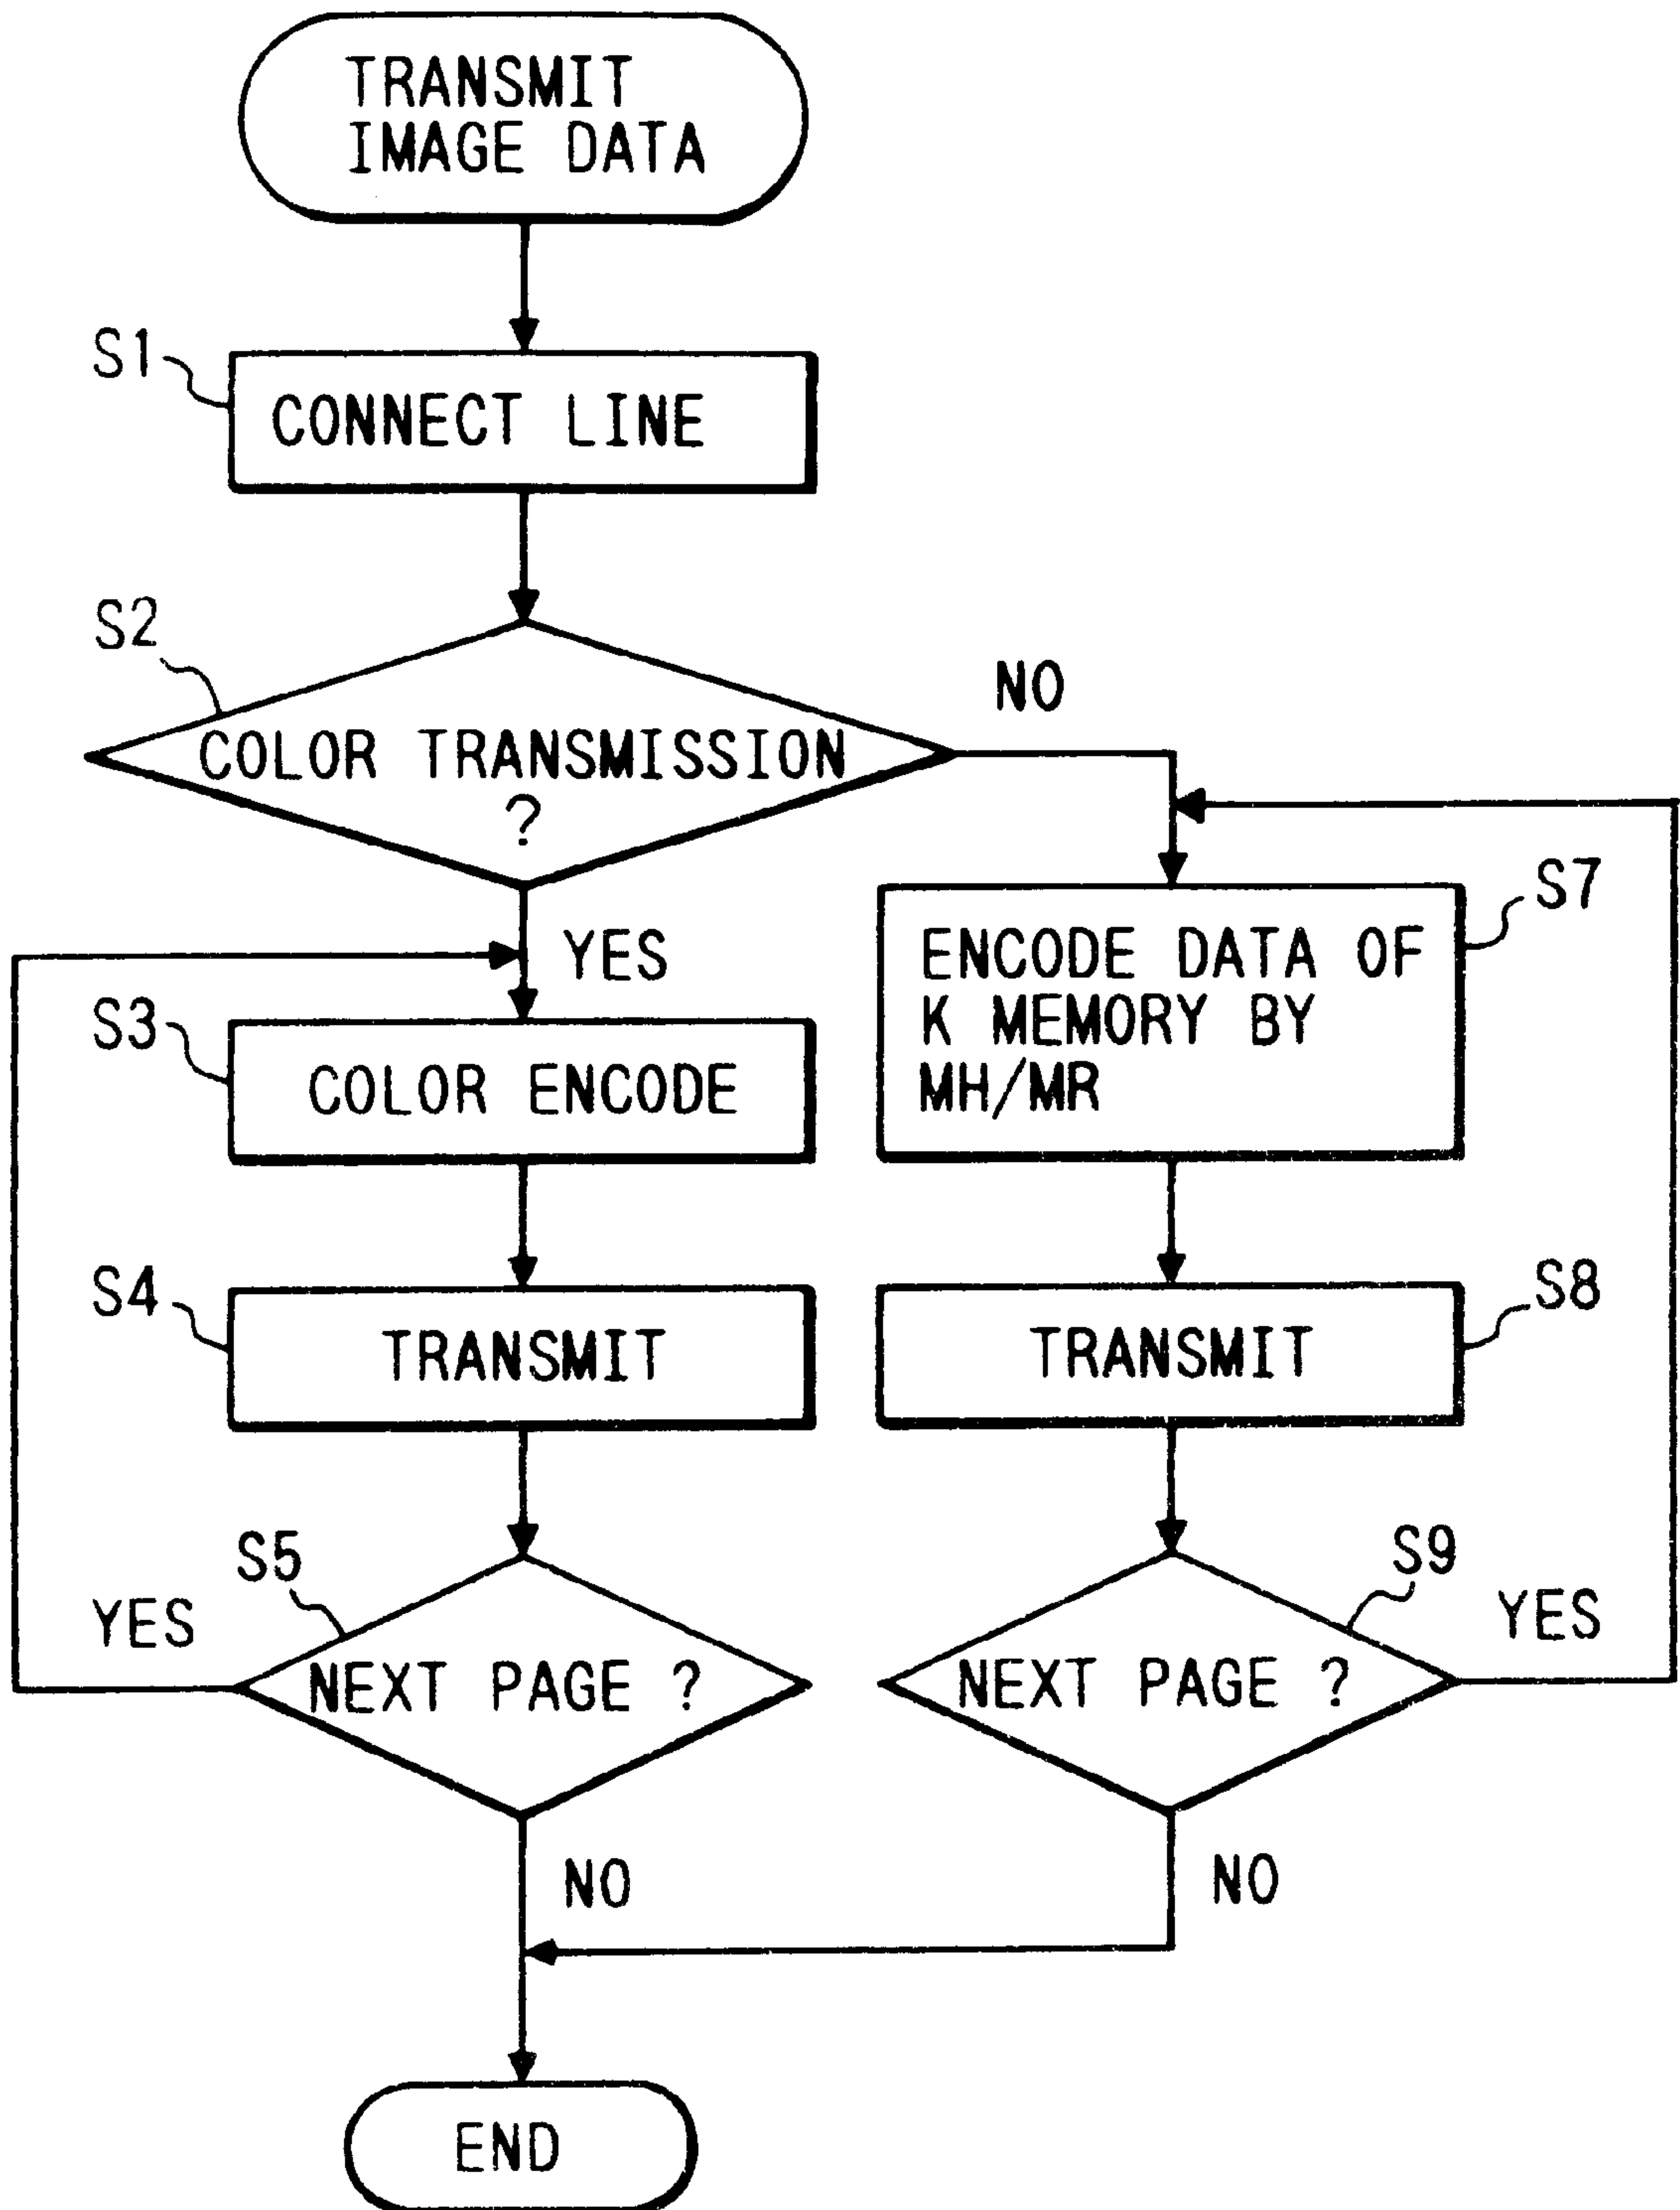 TRANSMIT
IMAGE DATA
S1
CONNECT LINE
S2
NO
COLOR TRANSMISSION
?
YES
S3
COLOR ENCODE
S7
ENCODE DATA OF
K MEMORY BY
MH/MR
S4
TRANSMIT
S8
TRANSMIT
S5
YES
NEXT PAGE ?
S9
YES
NEXT PAGE ?
NO
NO
END